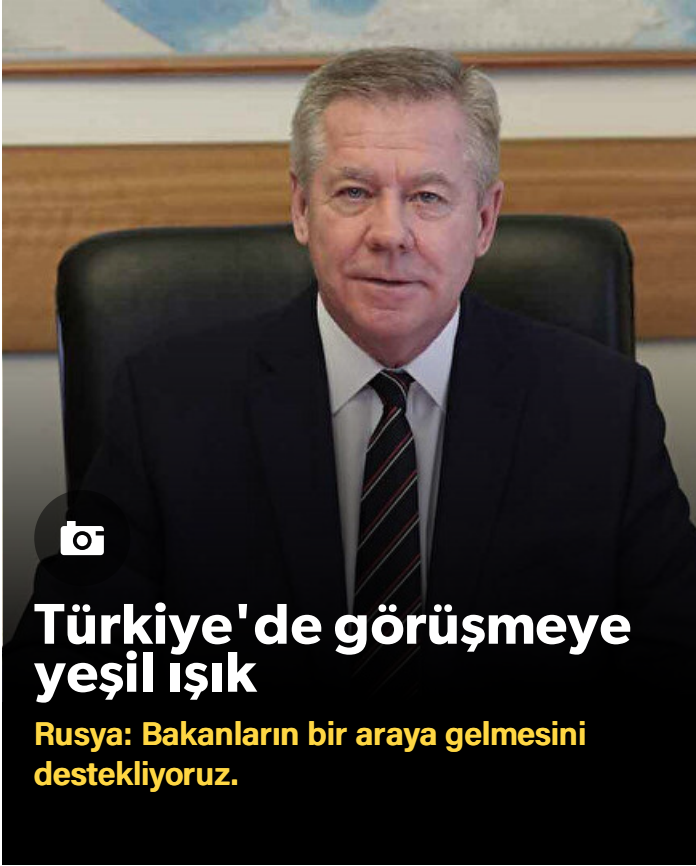 Türkiye'de görüşmeye
yeşil ışık
Rusya: Bakanların bir araya gelmesini
destekliyoruz.